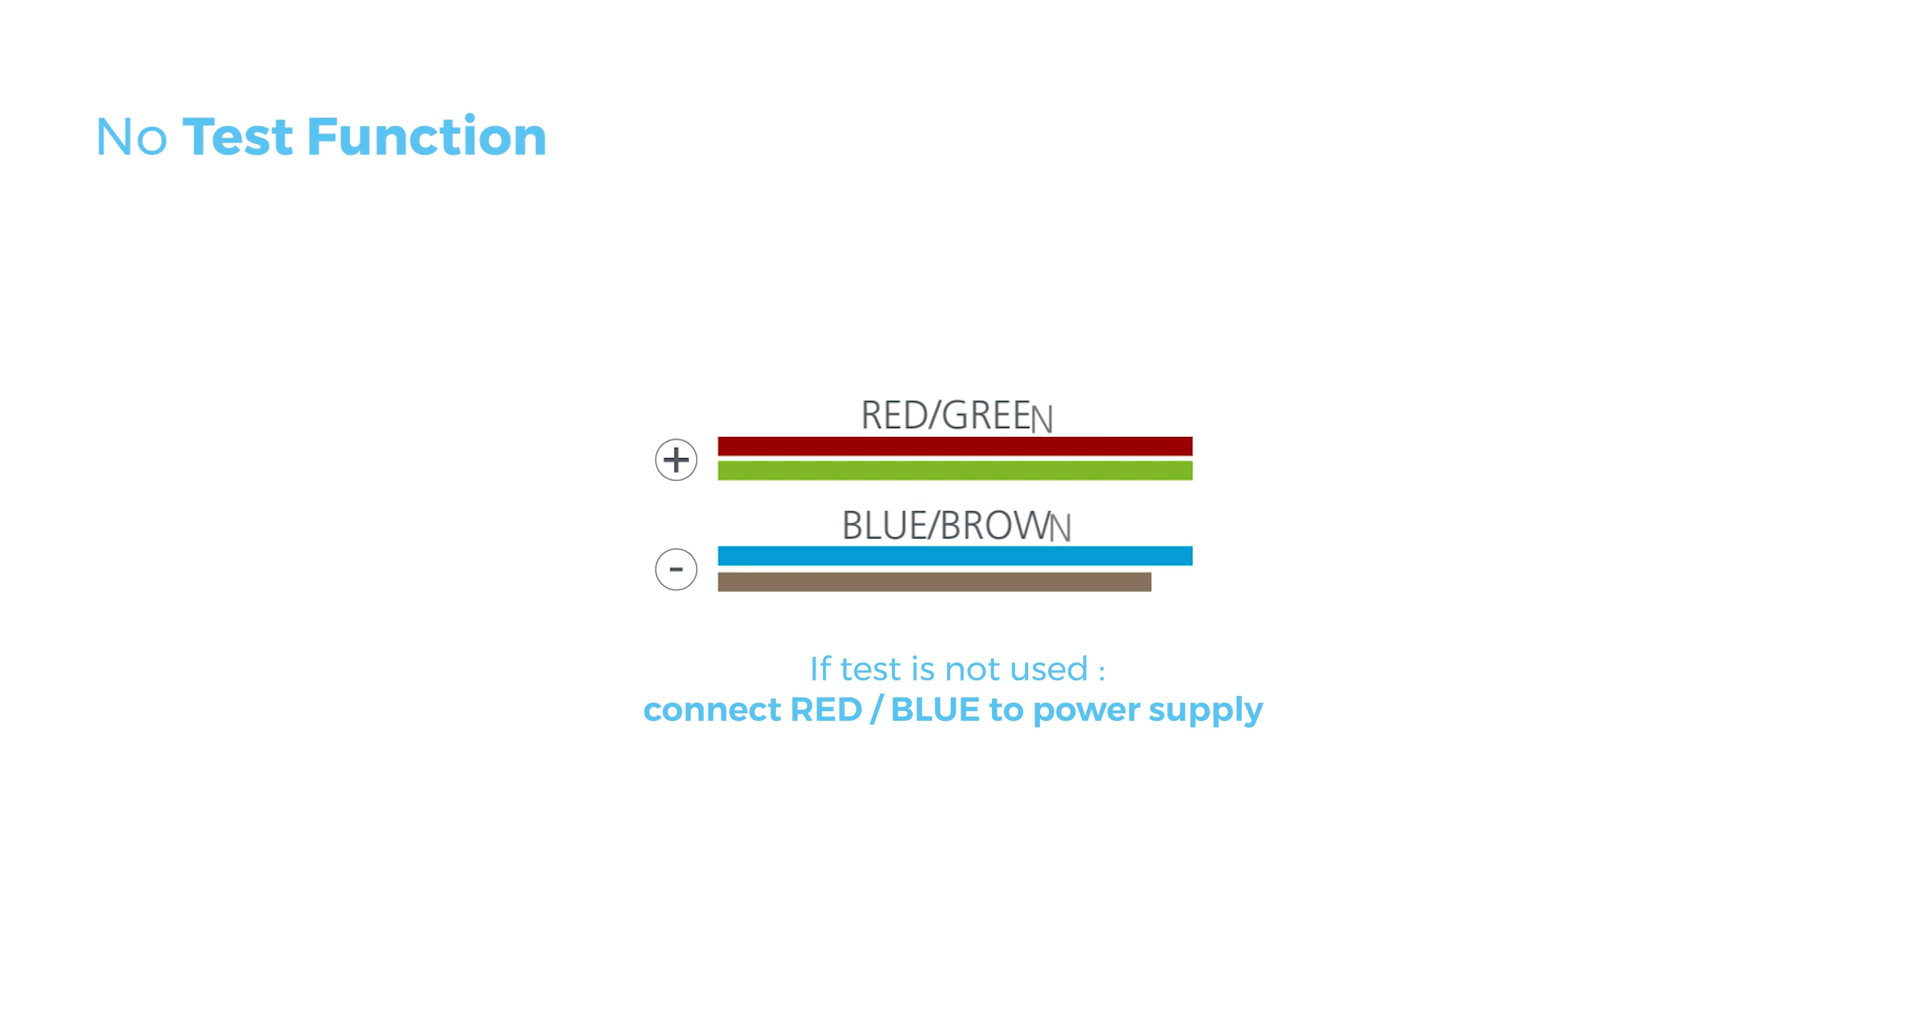 No Test Function
RED/GREEN
+
BLUE/BROWN
-
If test is not used :
connect RED / BLUE to power supply